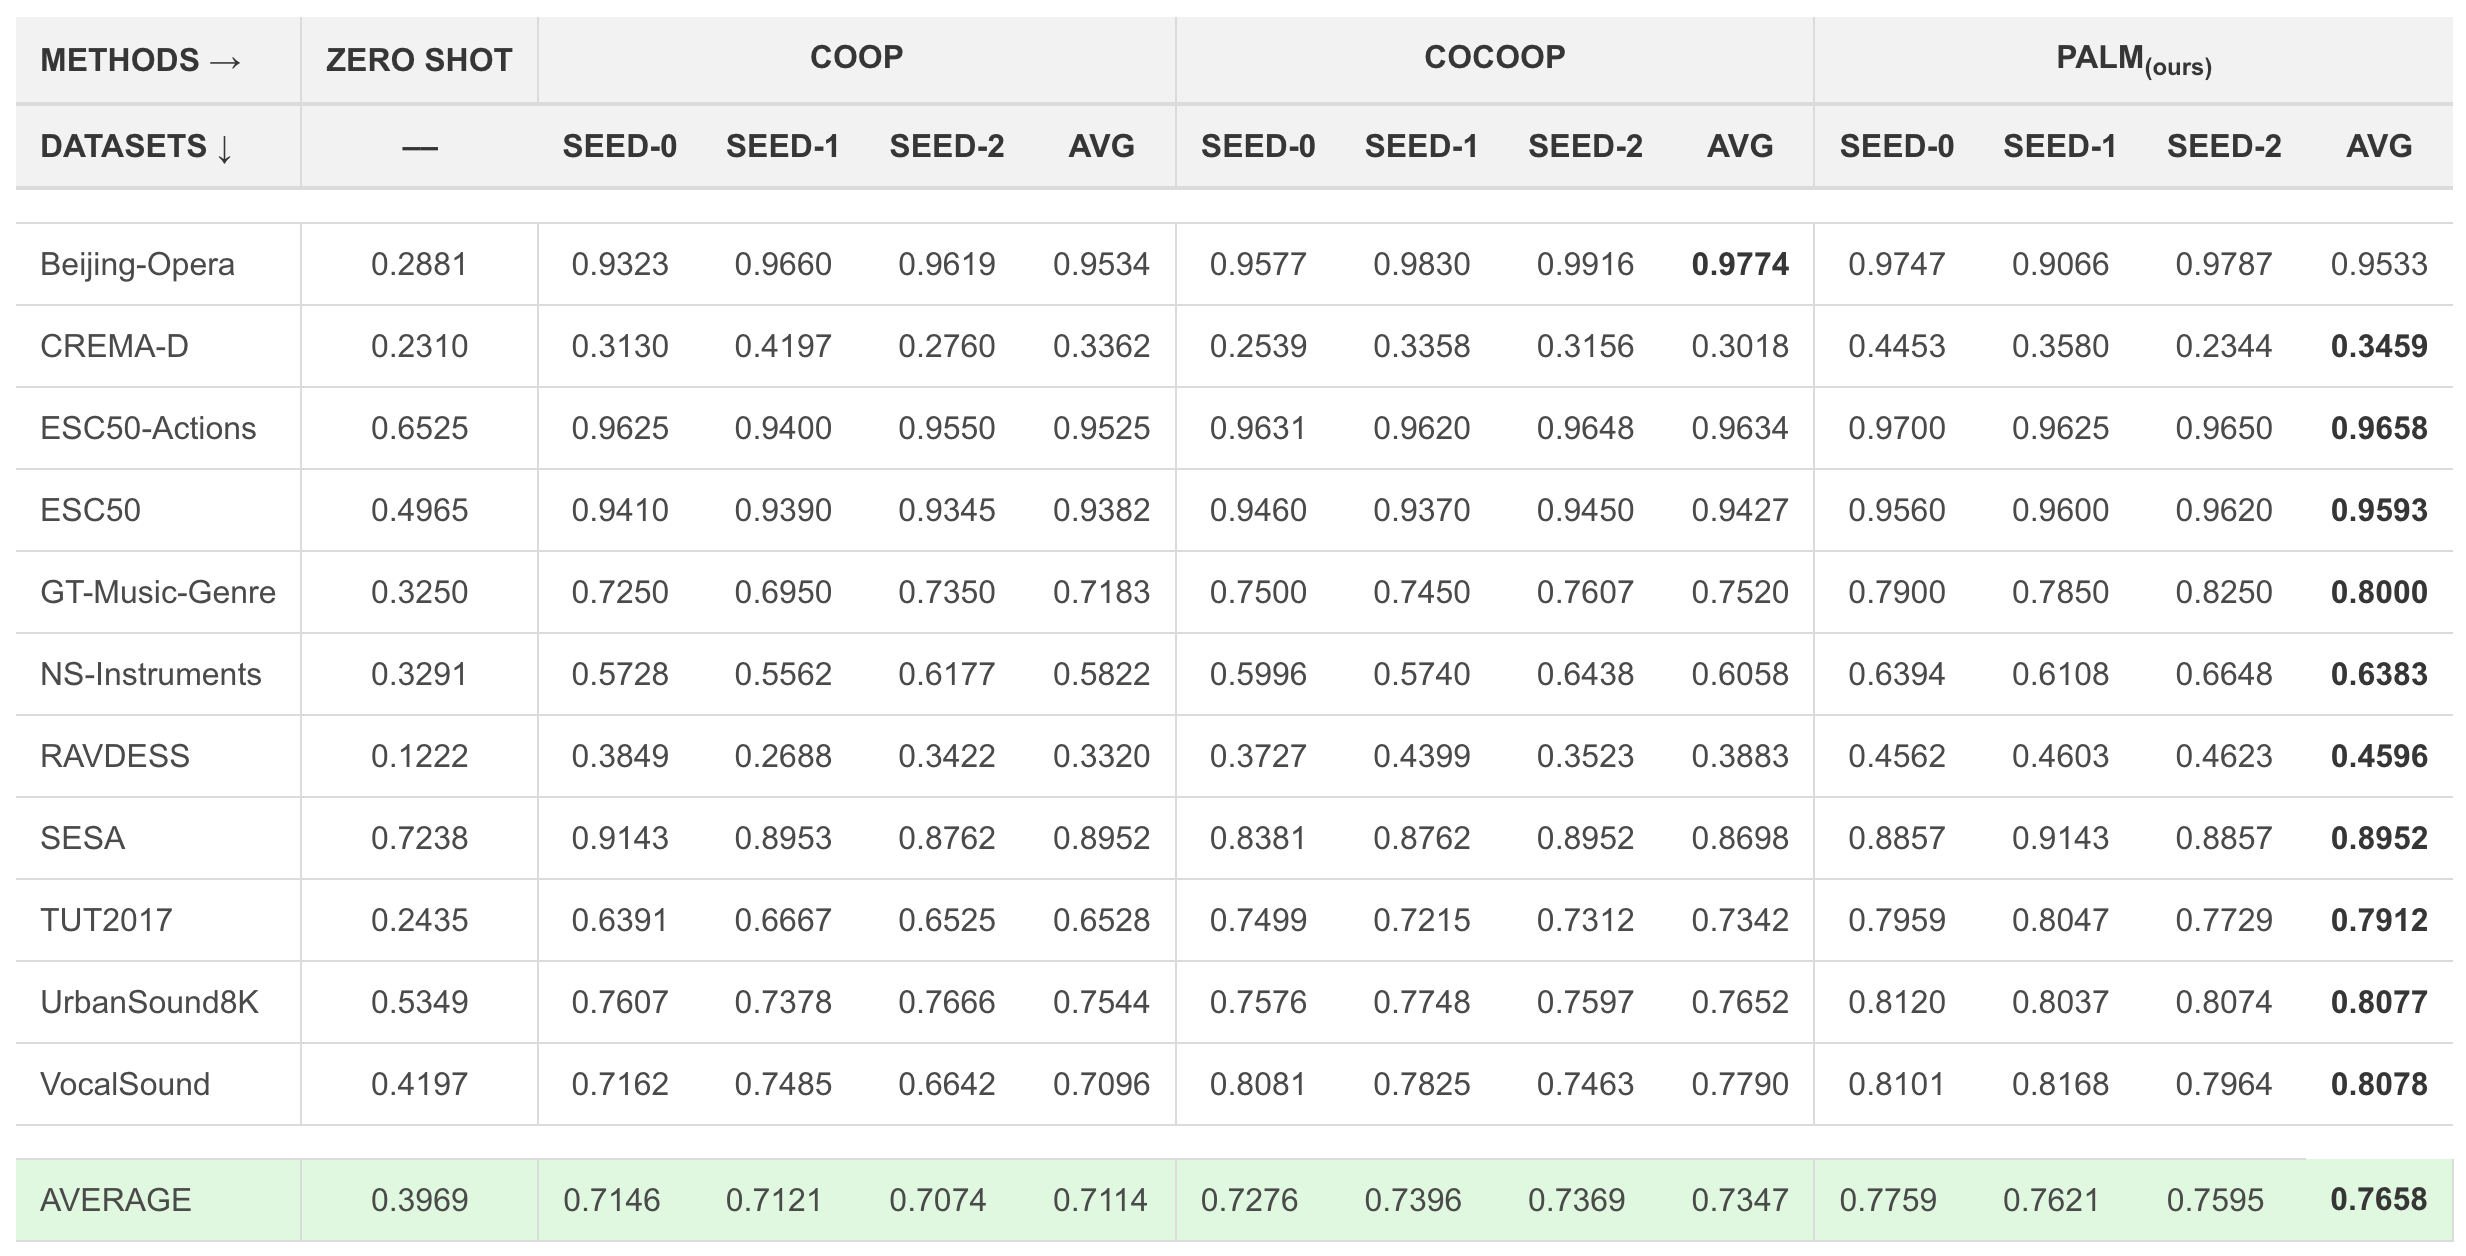 METHODS → ZERO SHOT COOP COCOOP PALM(ours)
DATASETS ↓ — SEED-0 SEED-1 SEED-2 AVG SEED-0 SEED-1 SEED-2 AVG SEED-0 SEED-1 SEED-2 AVG
Beijing-Opera 0.2881 0.9323 0.9660 0.9619 0.9534 0.9577 0.9830 0.9916 0.9774 0.9747 0.9066 0.9787 0.9533
CREMA-D 0.2310 0.3130 0.4197 0.2760 0.3362 0.2539 0.3358 0.3156 0.3018 0.4453 0.3580 0.2344 0.3459
ESC50-Actions 0.6525 0.9625 0.9400 0.9550 0.9525 0.9631 0.9620 0.9648 0.9634 0.9700 0.9625 0.9650 0.9658
ESC50 0.4965 0.9410 0.9390 0.9345 0.9382 0.9460 0.9370 0.9450 0.9427 0.9560 0.9600 0.9620 0.9593
GT-Music-Genre 0.3250 0.7250 0.6950 0.7350 0.7183 0.7500 0.7450 0.7607 0.7520 0.7900 0.7850 0.8250 0.8000
NS-Instruments 0.3291 0.5728 0.5562 0.6177 0.5822 0.5996 0.5740 0.6438 0.6058 0.6394 0.6108 0.6648 0.6383
RAVDESS 0.1222 0.3849 0.2688 0.3422 0.3320 0.3727 0.4399 0.3523 0.3883 0.4562 0.4603 0.4623 0.4596
SESA 0.7238 0.9143 0.8953 0.8762 0.8952 0.8381 0.8762 0.8952 0.8698 0.8857 0.9143 0.8857 0.8952
TUT2017 0.2435 0.6391 0.6667 0.6525 0.6528 0.7499 0.7215 0.7312 0.7342 0.7959 0.8047 0.7729 0.7912
UrbanSound8K 0.5349 0.7607 0.7378 0.7666 0.7544 0.7576 0.7748 0.7597 0.7652 0.8120 0.8037 0.8074 0.8077
VocalSound 0.4197 0.7162 0.7485 0.6642 0.7096 0.8081 0.7825 0.7463 0.7790 0.8101 0.8168 0.7964 0.8078
AVERAGE 0.3969 0.7146 0.7121 0.7074 0.7114 0.7276 0.7396 0.7369 0.7347 0.7759 0.7621 0.7595 0.7658